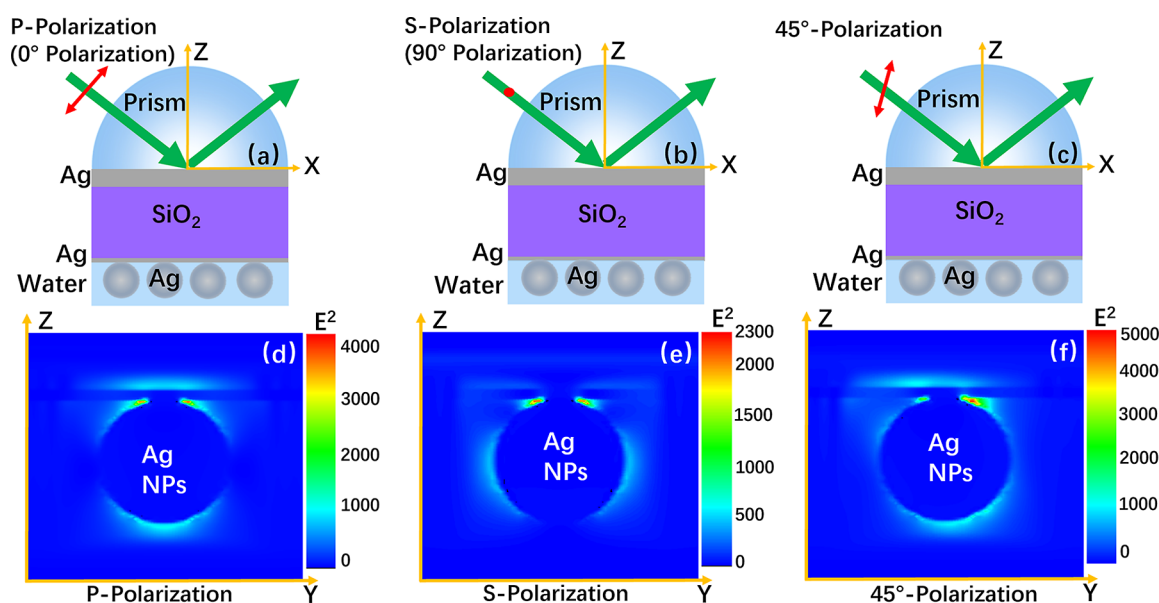 P-Polarization
(0° Polarization)
Z
Prism
(a)
X
Ag
SiO₂
Ag
Water
Ag
S-Polarization
(90° Polarization)
Z
Prism
(b)
X
Ag
SiO₂
Ag
Water
Ag
45°-Polarization
Z
Prism
(c)
X
Ag
SiO₂
Ag
Water
Ag
Z
E²
(d)
4000
3000
2000
1000
0
Ag
NPs
P-Polarization
Y
Z
E²
(e)
2300
2000
1500
1000
500
0
Ag
NPs
S-Polarization
Y
Z
E²
(f)
5000
4000
3000
2000
1000
0
Ag
NPs
45°-Polarization
Y